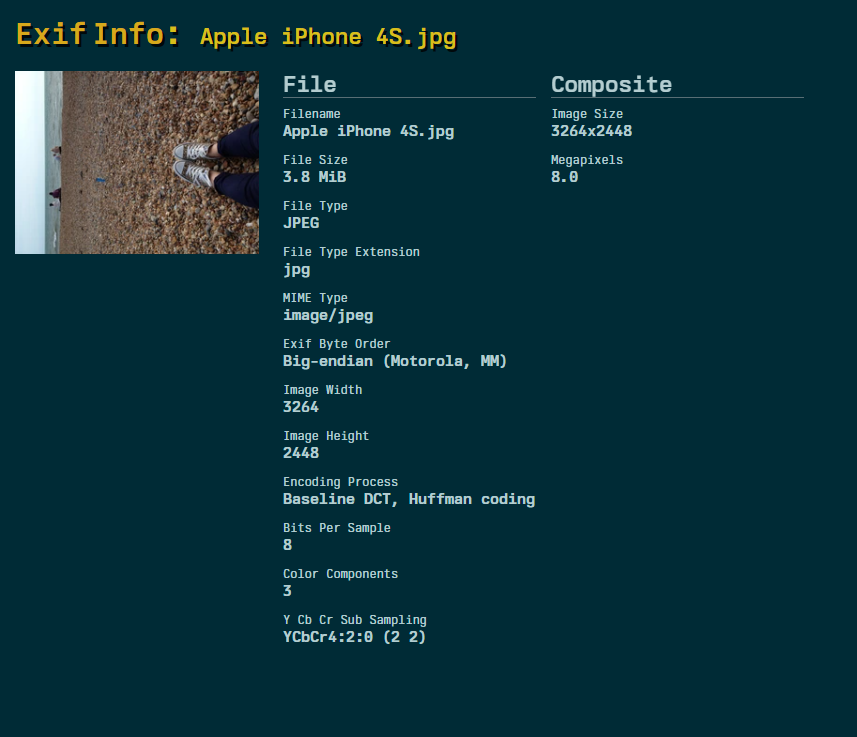 Exif Info: Apple iPhone 4S.jpg
File
Filename
Apple iPhone 4S.jpg
File Size
3.8 MiB
File Type
JPEG
File Type Extension
jpg
MIME Type
image/jpeg
Exif Byte Order
Big-endian (Motorola, MM)
Image Width
3264
Image Height
2448
Encoding Process
Baseline DCT, Huffman coding
Bits Per Sample
8
Color Components
3
Y Cb Cr Sub Sampling
YCbCr4:2:0 (2 2)
Composite
Image Size
3264x2448
Megapixels
8.0